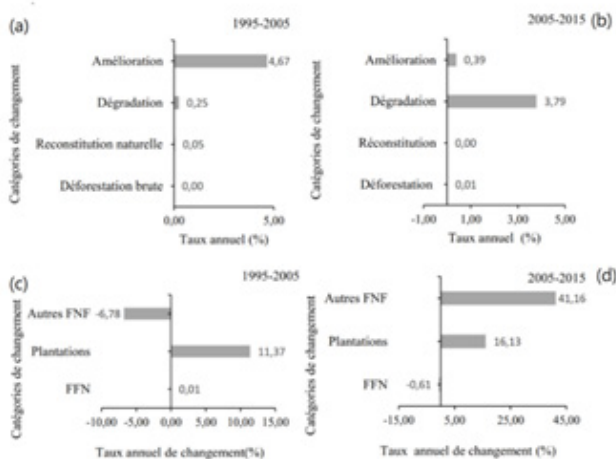 (a) 1995-2005
Catégories de changement
Amélioration 4,67
Dégradation 0,25
Reconstitution naturelle 0,05
Déforestation brute 0,00
0,00 5,00
Taux annuel (%)
2005-2015 (b)
Catégories de changement
Amélioration 0,39
Dégradation 3,79
Réconstitution 0,00
Déforestation 0,01
-1,00 1,00 3,00 5,00
Taux annuel (%)
(c) 1995-2005
Catégories de changement
Autres FNF -6,78
Plantations 11,37
FFN 0,01
-10,00 -5,00 0,00 5,00 10,00 15,00
Taux annuel de changement(%)
2005-2015 (d)
Catégories de changement
Autres FNF 41,16
Plantations 16,13
FFN -0,61
-15,00 5,00 25,00 45,00
Taux annuel de changement (%)